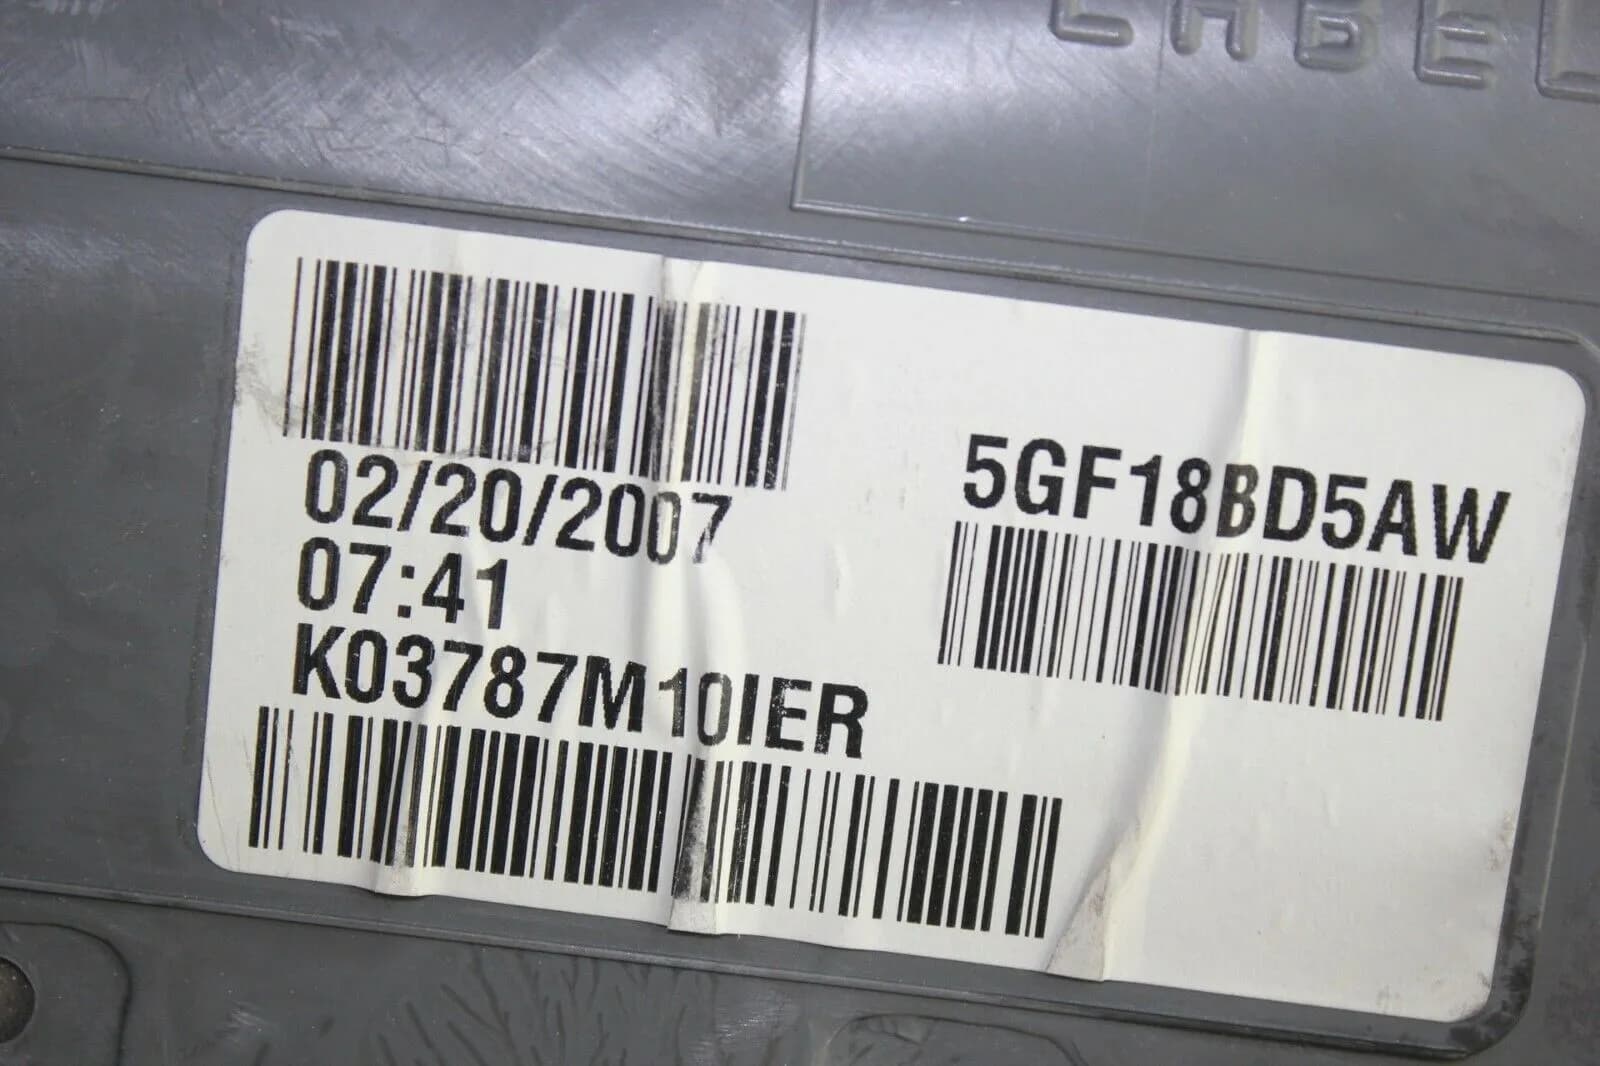 LABEL
02/20/2007
07:41
K03787M10IER
5GF18BD5AW